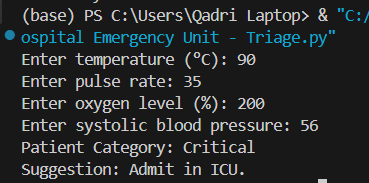 (base) PS C:\Users\Qadri Laptop> & "C:/
ospital Emergency Unit - Triage.py"
Enter temperature (°C): 90
Enter pulse rate: 35
Enter oxygen level (%): 200
Enter systolic blood pressure: 56
Patient Category: Critical
Suggestion: Admit in ICU.